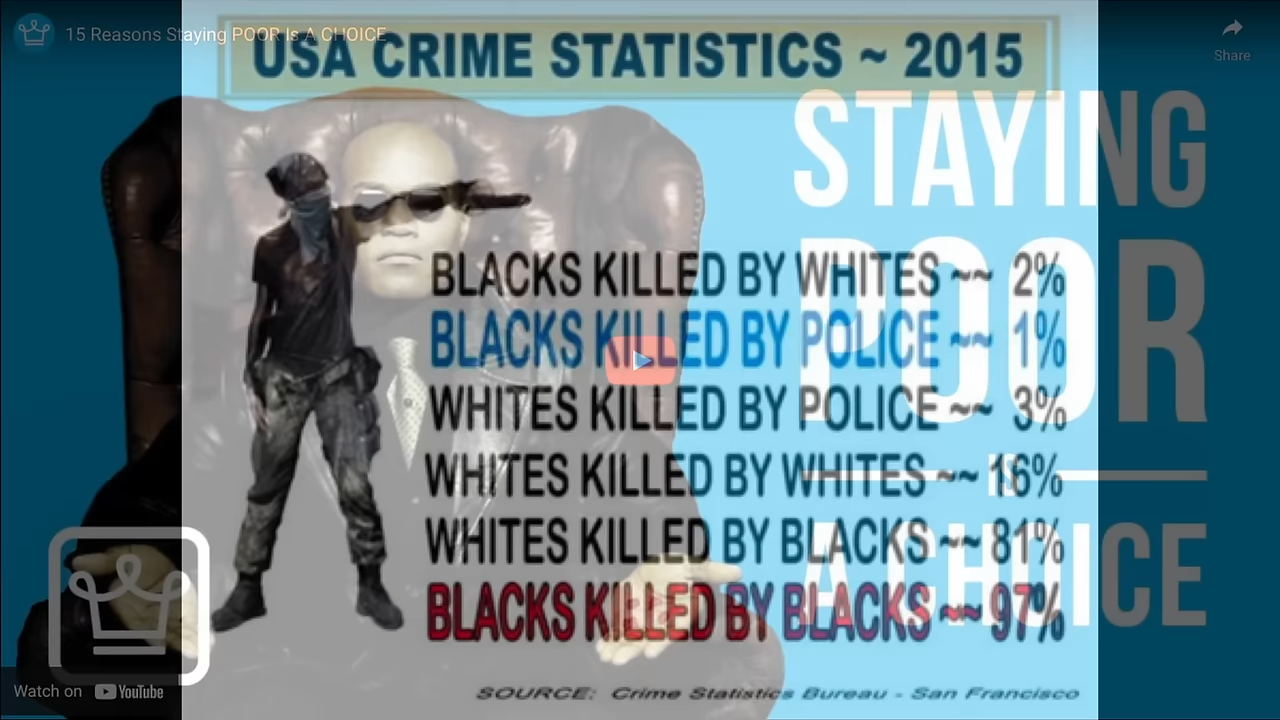 15 Reasons Staying POOR Is A CHOICE
Share
USA CRIME STATISTICS ~ 2015
STAYING
POOR
IS
A CHOICE
BLACKS KILLED BY WHITES ~~ 2%
BLACKS KILLED BY POLICE ~~ 1%
WHITES KILLED BY POLICE ~~ 3%
WHITES KILLED BY WHITES ~~ 16%
WHITES KILLED BY BLACKS ~~ 81%
BLACKS KILLED BY BLACKS ~~ 97%
SOURCE: Crime Statistics Bureau - San Francisco
Watch on YouTube